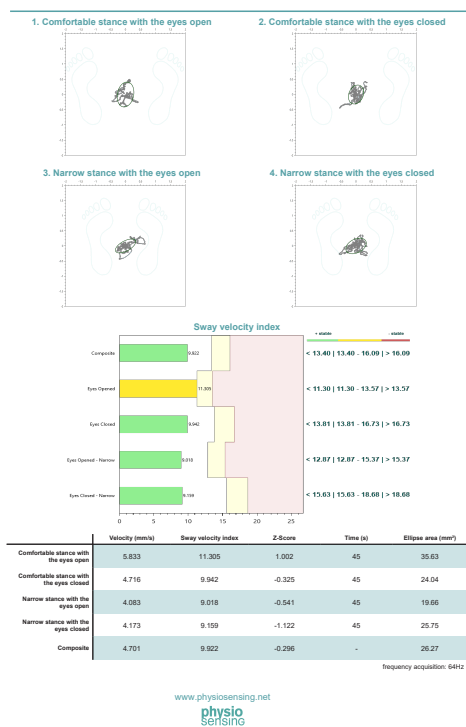 1. Comfortable stance with the eyes open
2. Comfortable stance with the eyes closed
3. Narrow stance with the eyes open
4. Narrow stance with the eyes closed
Sway velocity index
+ stable - stable
Composite 9.922 < 13.40 | 13.40 - 16.09 | > 16.09
Eyes Opened 11.305 < 11.30 | 11.30 - 13.57 | > 13.57
Eyes Closed 9.942 < 13.81 | 13.81 - 16.73 | > 16.73
Eyes Opened - Narrow 9.018 < 12.87 | 12.87 - 15.37 | > 15.37
Eyes Closed - Narrow 9.159 < 15.63 | 15.63 - 18.68 | > 18.68
0 5 10 15 20 25
Velocity (mm/s) Sway velocity index Z-Score Time (s) Ellipse area (mm²)
Comfortable stance with
the eyes open 5.833 11.305 1.002 45 35.63
Comfortable stance with
the eyes closed 4.716 9.942 -0.325 45 24.04
Narrow stance with the
eyes open 4.083 9.018 -0.541 45 19.66
Narrow stance with the
eyes closed 4.173 9.159 -1.122 45 25.75
Composite 4.701 9.922 -0.296 - 26.27
frequency acquisition: 64Hz
www.physiosensing.net
physio
sensing